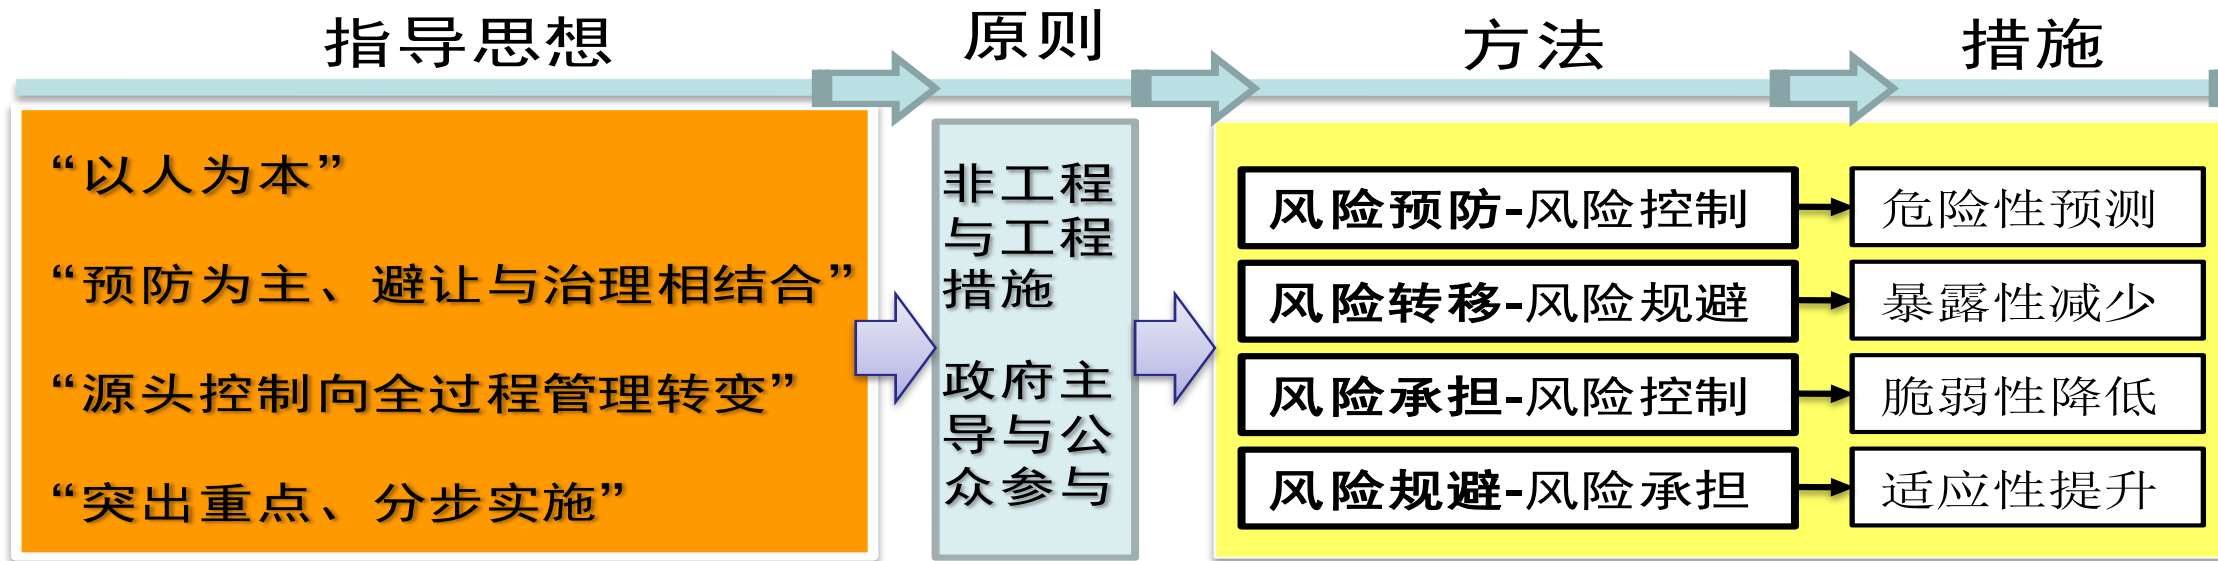 指导思想
原则
方法
措施
“以人为本”
“预防为主、避让与治理相结合”
“源头控制向全过程管理转变”
“突出重点、分步实施”
非工程
与工程
措施
政府主
导与公
众参与
风险预防-风险控制
危险性预测
风险转移-风险规避
暴露性减少
风险承担-风险控制
脆弱性降低
风险规避-风险承担
适应性提升